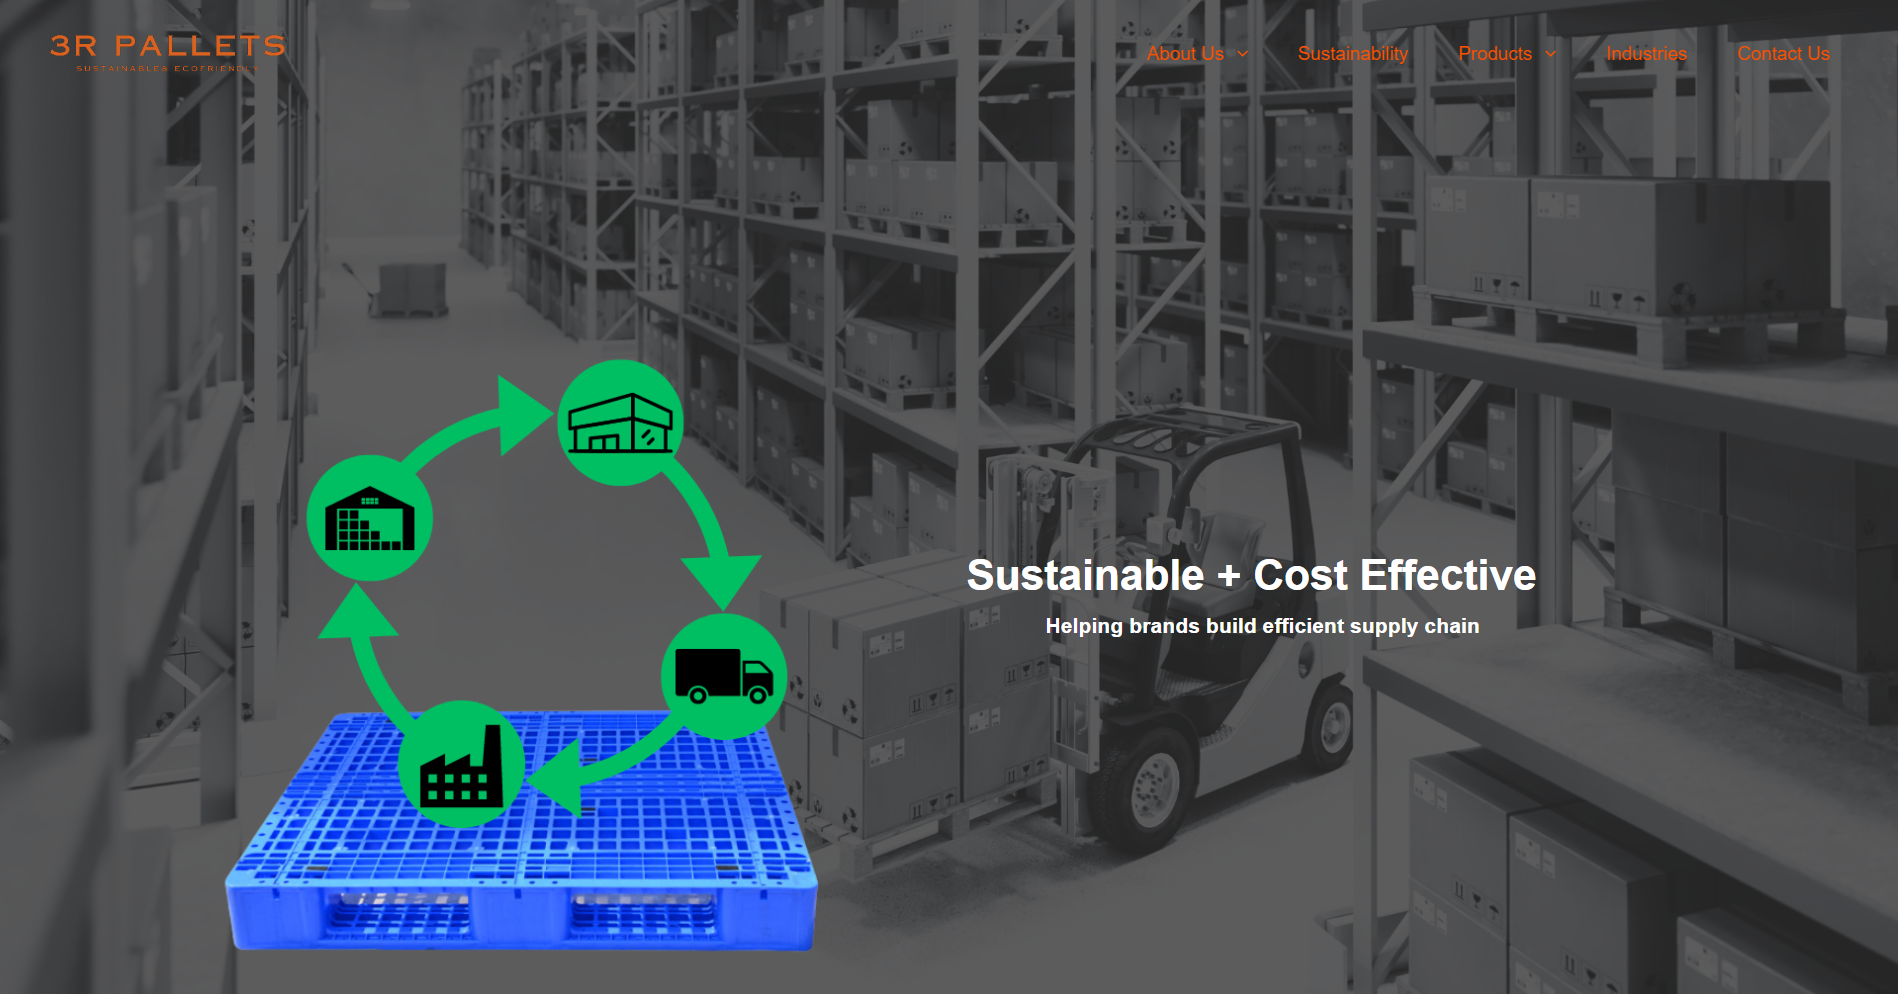 3R PALLETS
SUSTAINABLE& ECOFRIENDLY
About Us
Sustainability
Products
Industries
Contact Us
Sustainable + Cost Effective
Helping brands build efficient supply chain